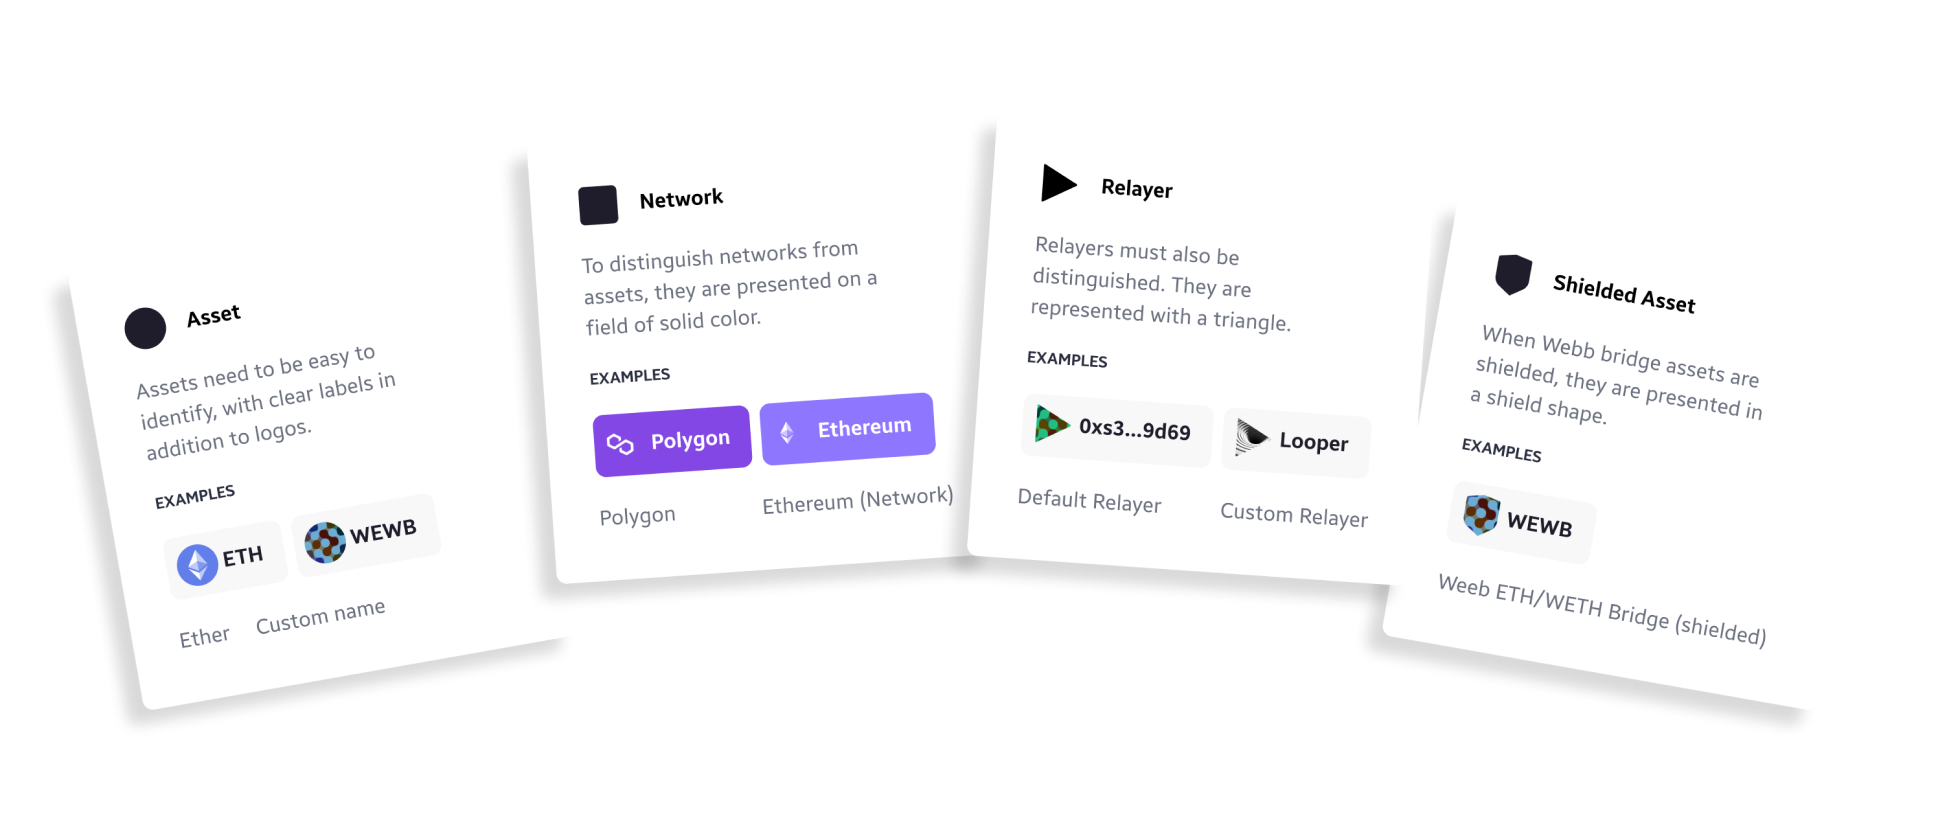 Asset
Assets need to be easy to
identify, with clear labels in
addition to logos.
EXAMPLES
ETH
WEWB
Ether
Custom name
Network
To distinguish networks from
assets, they are presented on a
field of solid color.
EXAMPLES
Polygon
Ethereum
Polygon
Ethereum (Network)
Relayer
Relayers must also be
distinguished. They are
represented with a triangle.
EXAMPLES
0xs3...9d69
Looper
Default Relayer
Custom Relayer
Shielded Asset
When Webb bridge assets are
shielded, they are presented in
a shield shape.
EXAMPLES
WEWB
Weeb ETH/WETH Bridge (shielded)